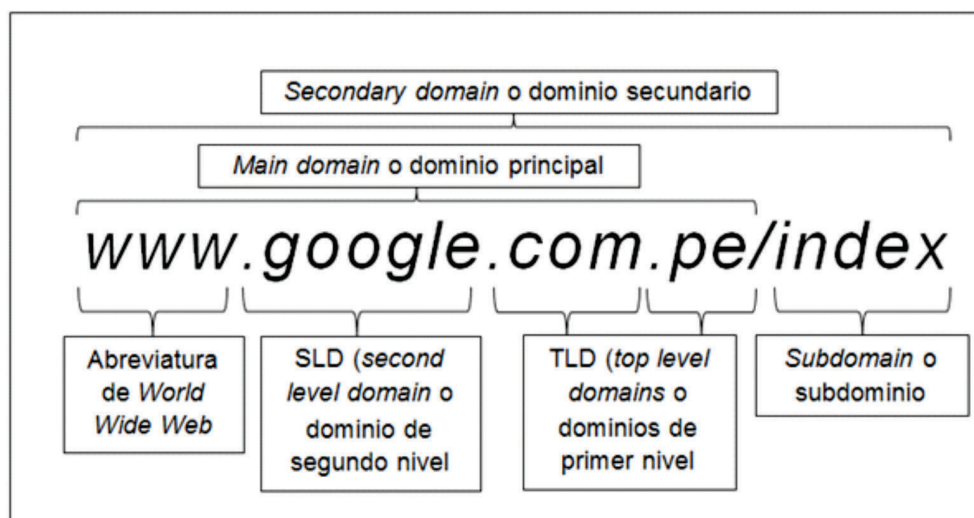 Secondary domain o dominio secundario
Main domain o dominio principal
www.google.com.pe/index
Abreviatura
de World
Wide Web
SLD (second
level domain o
dominio de
segundo nivel
TLD (top level
domains o
dominios de
primer nivel
Subdomain o
subdominio